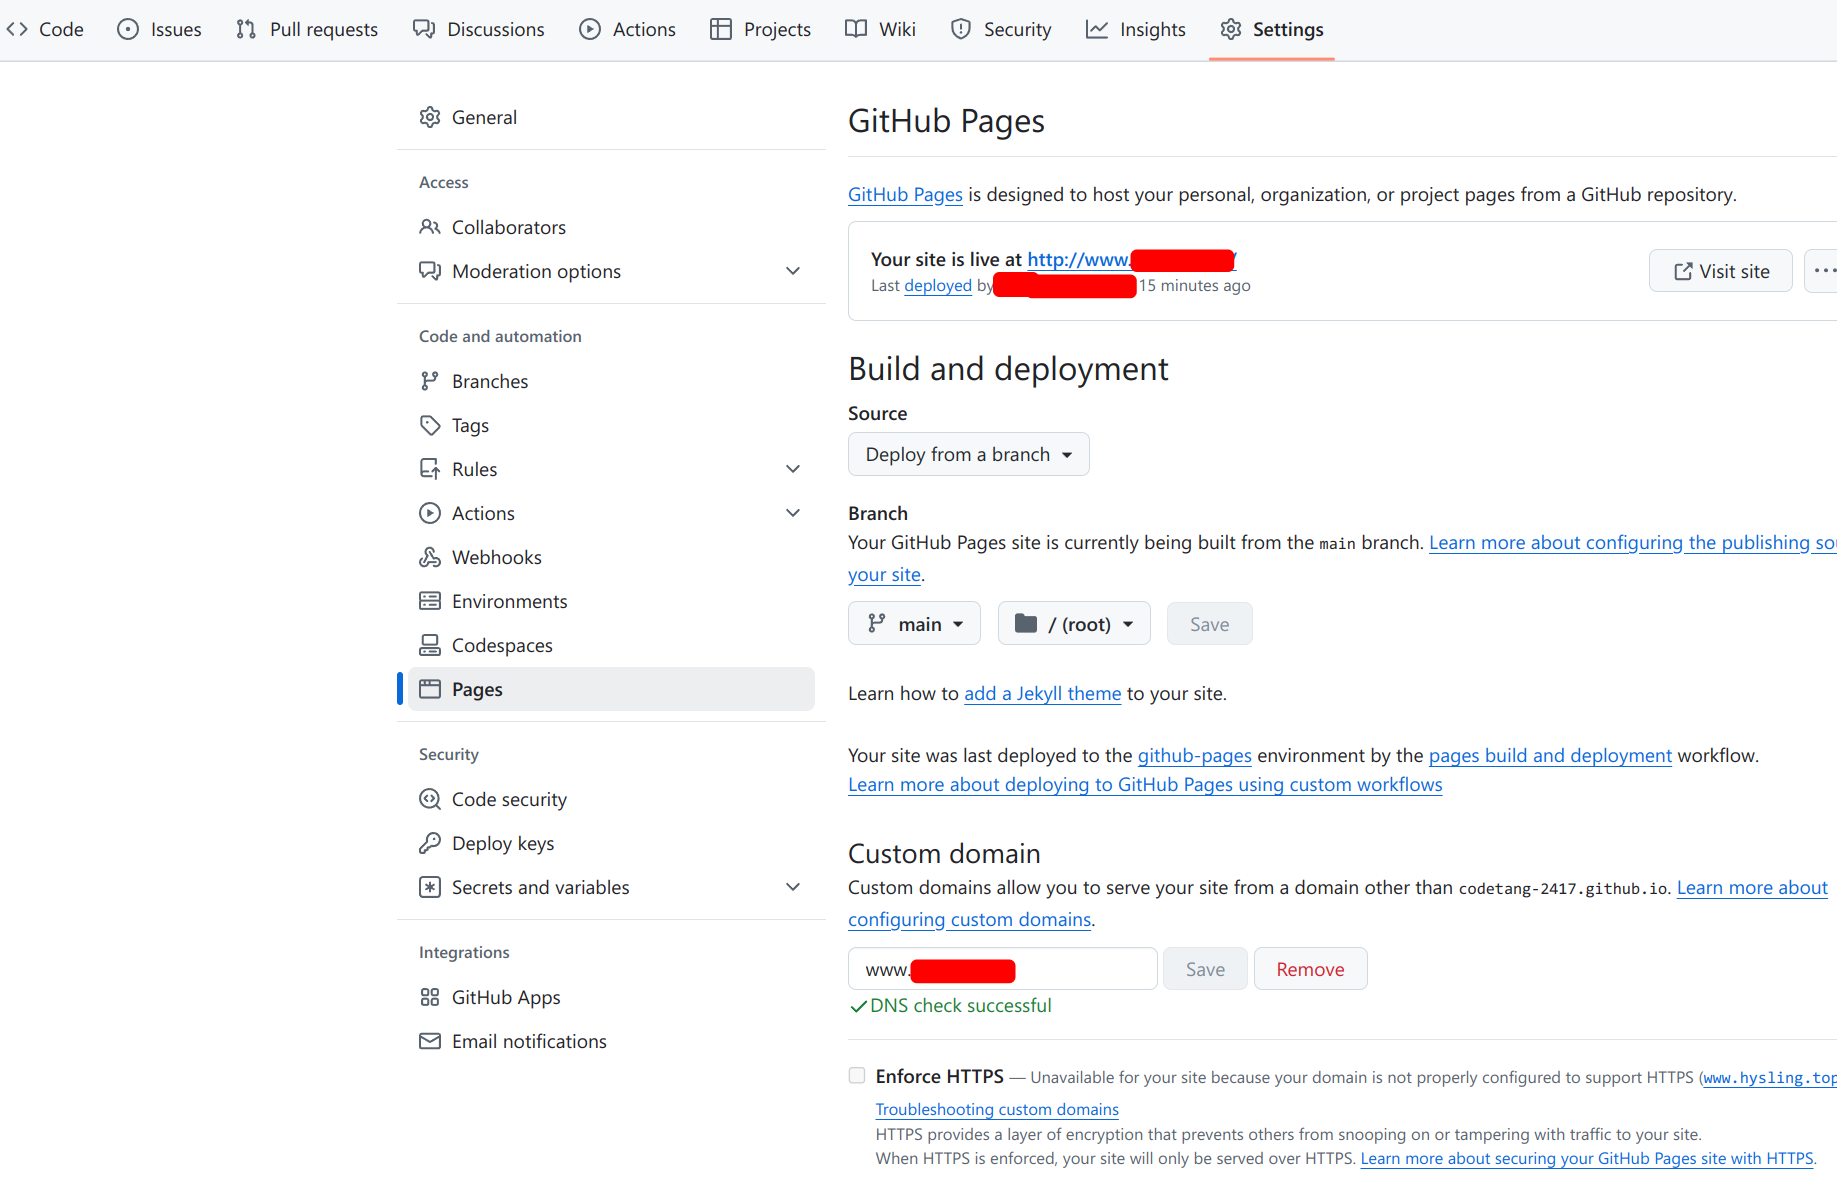 Code Issues Pull requests Discussions Actions Projects Wiki Security Insights Settings
General
Access
Collaborators
Moderation options
Code and automation
Branches
Tags
Rules
Actions
Webhooks
Environments
Codespaces
Pages
Security
Code security
Deploy keys
Secrets and variables
Integrations
GitHub Apps
Email notifications
GitHub Pages
GitHub Pages is designed to host your personal, organization, or project pages from a GitHub repository.
Your site is live at http://www. /
Last deployed by 15 minutes ago
Visit site
Build and deployment
Source
Deploy from a branch
Branch
Your GitHub Pages site is currently being built from the main branch. Learn more about configuring the publishing sou
your site.
main / (root) Save
Learn how to add a Jekyll theme to your site.
Your site was last deployed to the github-pages environment by the pages build and deployment workflow.
Learn more about deploying to GitHub Pages using custom workflows
Custom domain
Custom domains allow you to serve your site from a domain other than codetang-2417.github.io. Learn more about
configuring custom domains.
www. Save Remove
DNS check successful
Enforce HTTPS — Unavailable for your site because your domain is not properly configured to support HTTPS (www.hysling.top
Troubleshooting custom domains
HTTPS provides a layer of encryption that prevents others from snooping on or tampering with traffic to your site.
When HTTPS is enforced, your site will only be served over HTTPS. Learn more about securing your GitHub Pages site with HTTPS.